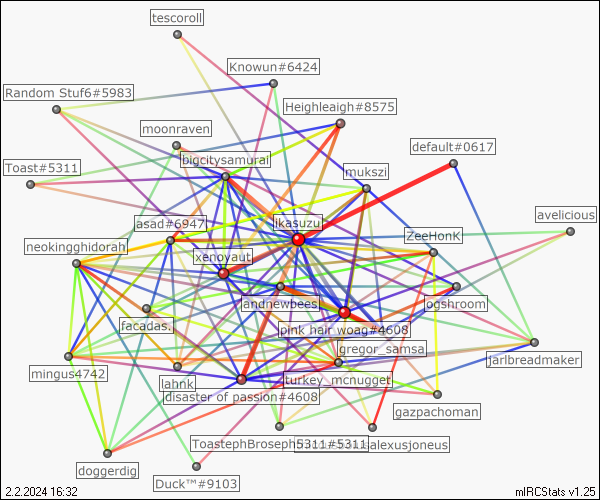 tescoroll
Knowun#6424
Random Stuf6#5983
Heighleigh#8575
moonraven
default#0617
bigcitysamurai
Toast#5311
mukszi
avelicious
asad#6947
ikasuzu
ZeeHonK
neokingghidorah
xenoyaut
andnewbees
ogshroom
facadas.
pink hair woag#4608
gregor_samsa
jarlbreadmaker
mingus4742
lahnk
turkey_mcnugget
disaster of passion#4608
gazpachoman
ToastephBroseph5311#5311
alexusjoneus
doggerdig
Duck™#9103
2.2.2024 16:32
mIRCStats v1.25